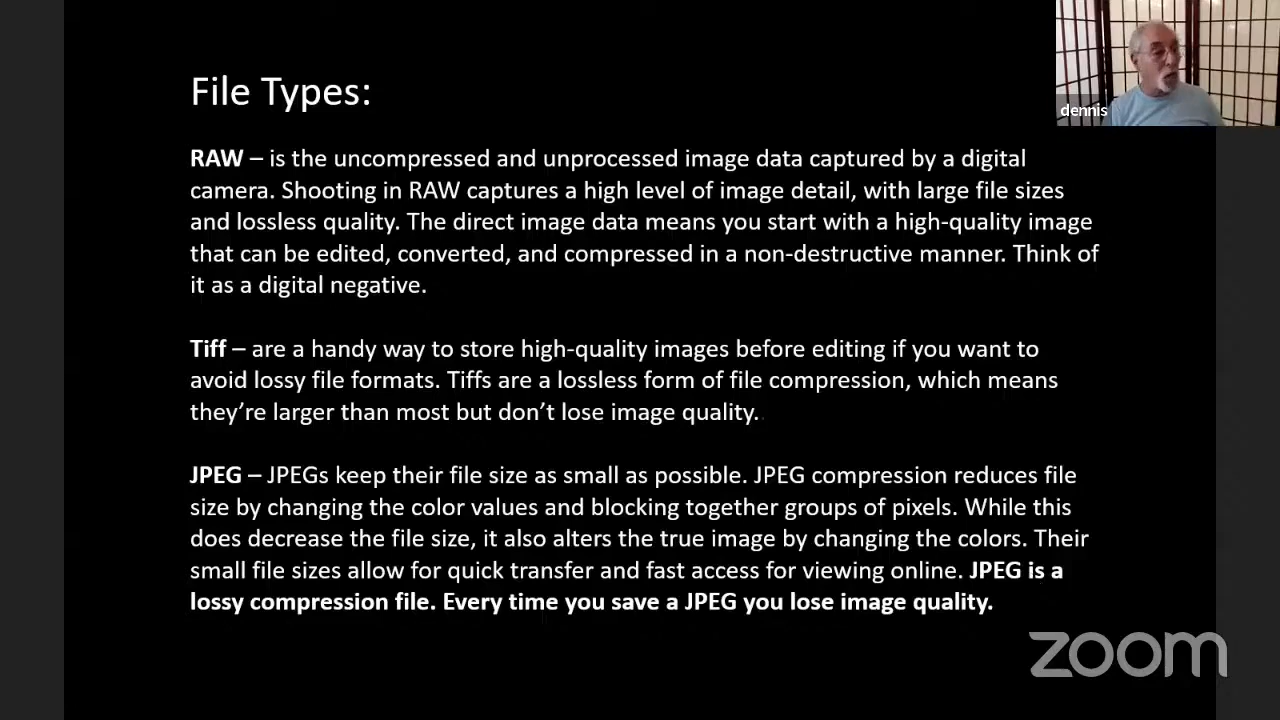 File Types:
dennis
RAW – is the uncompressed and unprocessed image data captured by a digital
camera. Shooting in RAW captures a high level of image detail, with large file sizes
and lossless quality. The direct image data means you start with a high-quality image
that can be edited, converted, and compressed in a non-destructive manner. Think of
it as a digital negative.
Tiff – are a handy way to store high-quality images before editing if you want to
avoid lossy file formats. Tiffs are a lossless form of file compression, which means
they’re larger than most but don’t lose image quality.
JPEG – JPEGs keep their file size as small as possible. JPEG compression reduces file
size by changing the color values and blocking together groups of pixels. While this
does decrease the file size, it also alters the true image by changing the colors. Their
small file sizes allow for quick transfer and fast access for viewing online. JPEG is a
lossy compression file. Every time you save a JPEG you lose image quality.
zoom